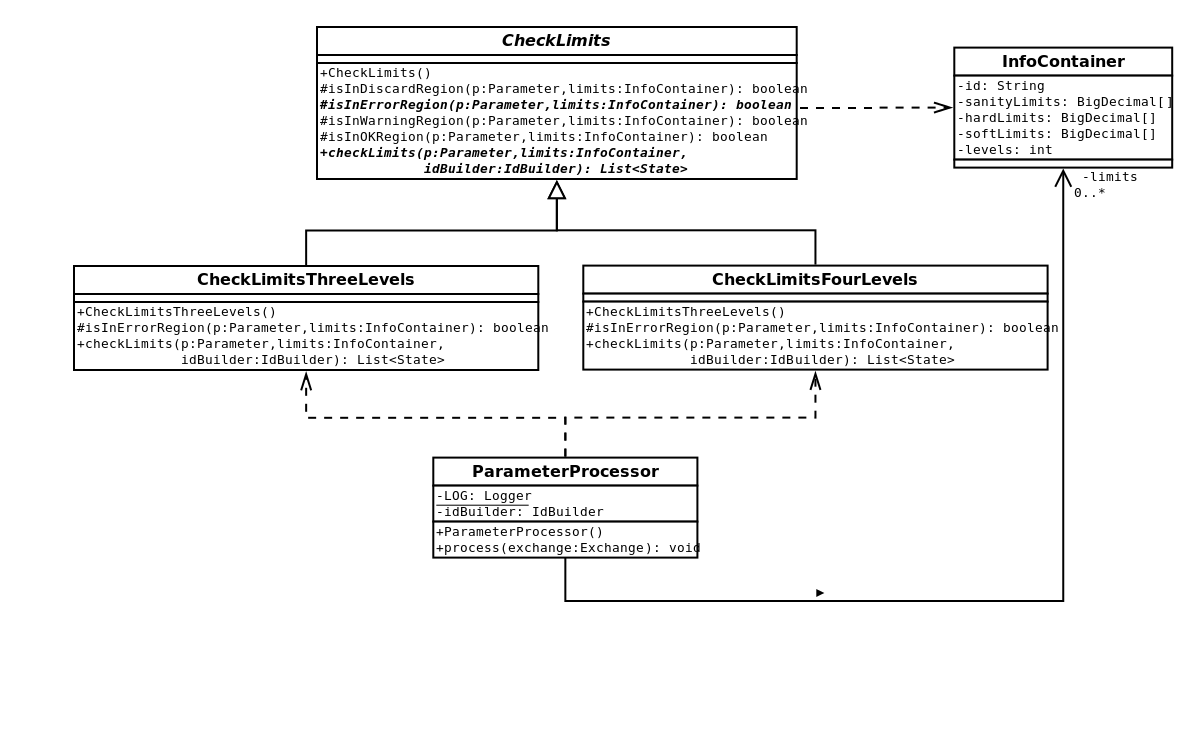 CheckLimits
+CheckLimits()
#isInDiscardRegion(p:Parameter,limits:InfoContainer): boolean
#isInErrorRegion(p:Parameter,limits:InfoContainer): boolean
#isInWarningRegion(p:Parameter,limits:InfoContainer): boolean
#isInOKRegion(p:Parameter,limits:InfoContainer): boolean
+checkLimits(p:Parameter,limits:InfoContainer,
idBuilder:IdBuilder): List<State>
InfoContainer
-id: String
-sanityLimits: BigDecimal[]
-hardLimits: BigDecimal[]
-softLimits: BigDecimal[]
-levels: int
-limits
0..*
CheckLimitsThreeLevels
+CheckLimitsThreeLevels()
#isInErrorRegion(p:Parameter,limits:InfoContainer): boolean
+checkLimits(p:Parameter,limits:InfoContainer,
idBuilder:IdBuilder): List<State>
CheckLimitsFourLevels
+CheckLimitsThreeLevels()
#isInErrorRegion(p:Parameter,limits:InfoContainer): boolean
+checkLimits(p:Parameter,limits:InfoContainer,
idBuilder:IdBuilder): List<State>
ParameterProcessor
-LOG: Logger
-idBuilder: IdBuilder
+ParameterProcessor()
+process(exchange:Exchange): void